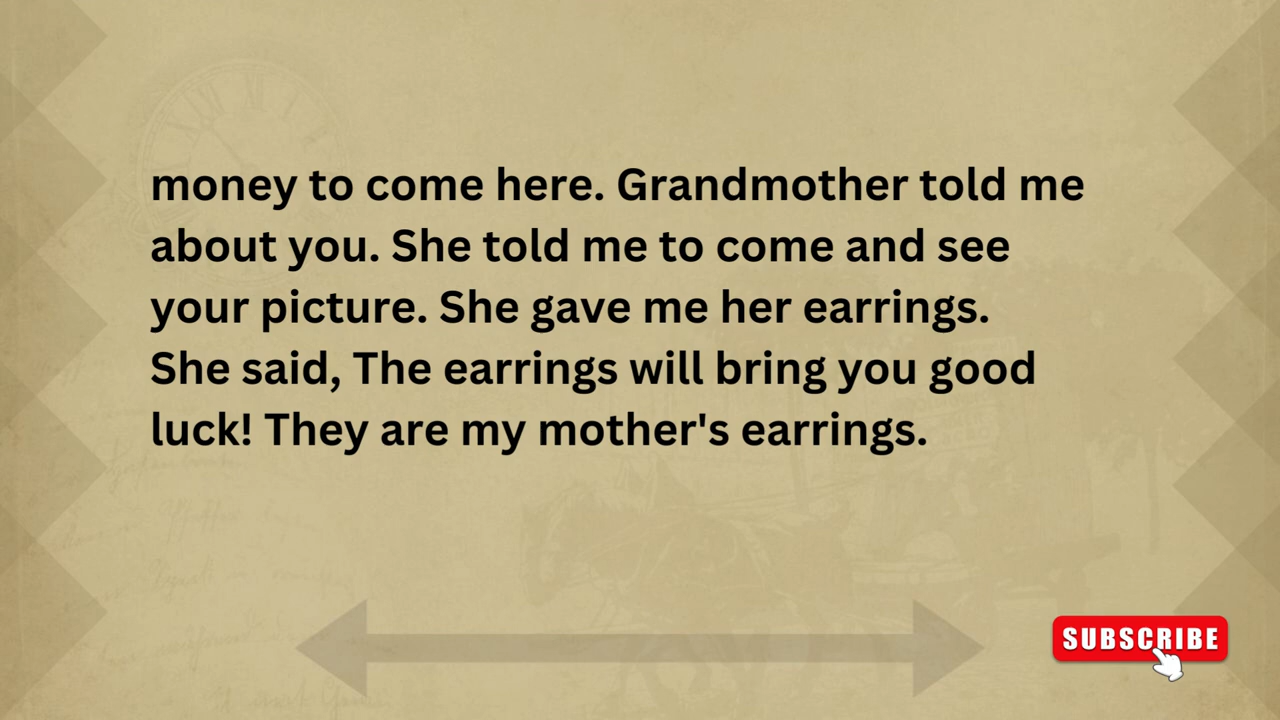 money to come here. Grandmother told me
about you. She told me to come and see
your picture. She gave me her earrings.
She said, The earrings will bring you good
luck! They are my mother's earrings.
SUBSCRIBE